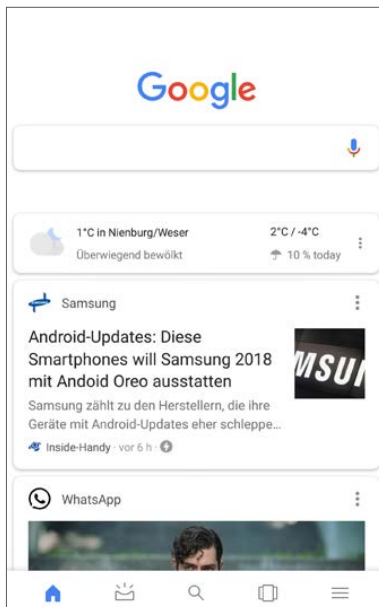 Google
1°C in Nienburg/Weser 2°C / -4°C
Überwiegend bewölkt 10 % today
Samsung
Android-Updates: Diese
Smartphones will Samsung 2018
mit Andoid Oreo ausstatten
MSU
Samsung zählt zu den Herstellern, die ihre
Geräte mit Android-Updates eher schleppe...
Inside-Handy · vor 6 h ·
WhatsApp